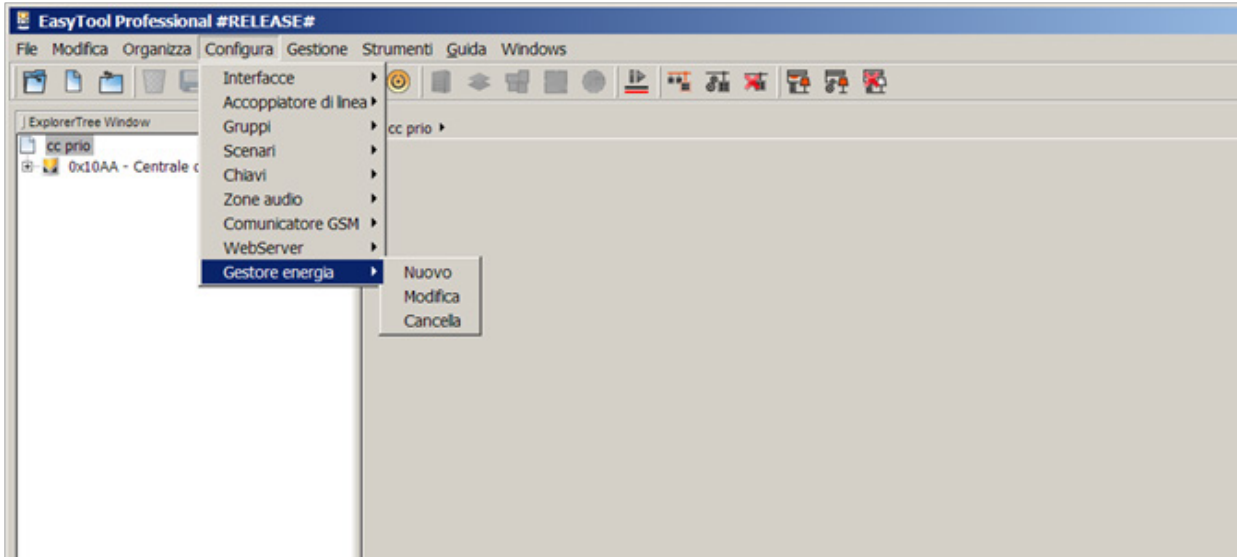 EasyTool Professional #RELEASE#
File Modifica Organizza Configura Gestione Strumenti Guida Windows
Interfacce
Accoppiatore di linea
Gruppi
Scenari
Chiavi
Zone audio
Comunicatore GSM
WebServer
Gestore energia
Nuovo
Modifica
Cancella
ExplorerTree Window
cc prio
0x10AA - Centrale
cc prio